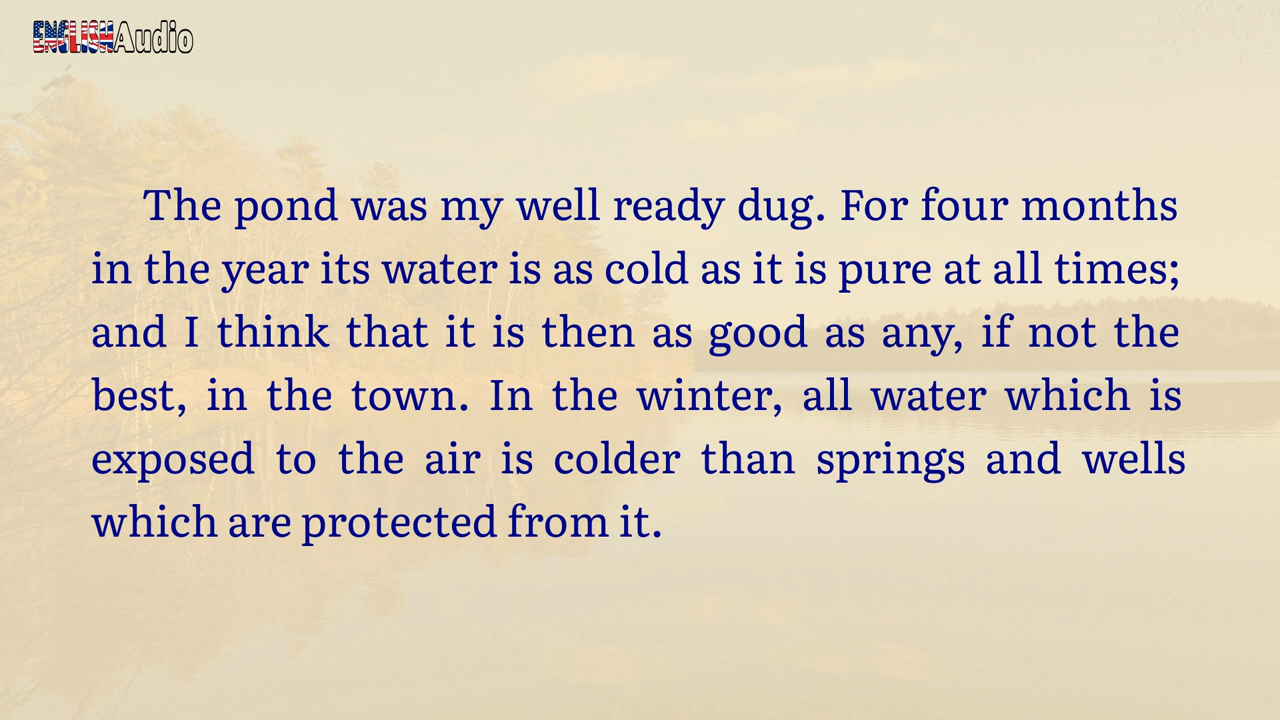 ENGLISHAudio
The pond was my well ready dug. For four months
in the year its water is as cold as it is pure at all times;
and I think that it is then as good as any, if not the
best, in the town. In the winter, all water which is
exposed to the air is colder than springs and wells
which are protected from it.